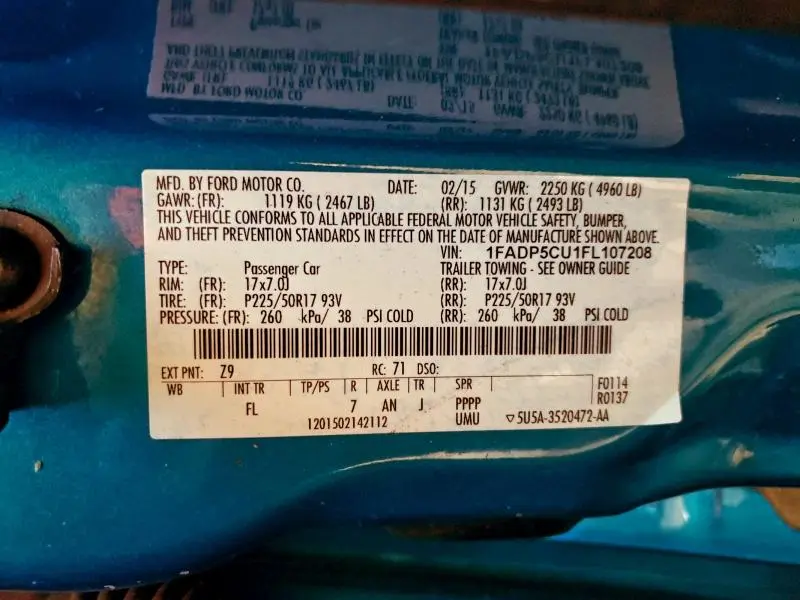 MFD. BY FORD MOTOR CO. DATE: 02/15 GVWR: 2250 KG ( 4960 LB)
GAWR: (FR): 1119 KG ( 2467 LB) (RR): 1131 KG ( 2493 LB)
THIS VEHICLE CONFORMS TO ALL APPLICABLE FEDERAL MOTOR VEHICLE SAFETY, BUMPER,
AND THEFT PREVENTION STANDARDS IN EFFECT ON THE DATE OF MANUFACTURE SHOWN ABOVE.
VIN: 1FADP5CU1FL107208
TYPE: Passenger Car TRAILER TOWING - SEE OWNER GUIDE
RIM: (FR): 17x7.0J (RR): 17x7.0J
TIRE: (FR): P225/50R17 93V (RR): P225/50R17 93V
PRESSURE: (FR): 260 kPa/ 38 PSI COLD (RR): 260 kPa/ 38 PSI COLD
EXT PNT: Z9 RC: 71 DSO:
WB INT TR TP/PS R AXLE TR SPR F0114
R0137
FL 7 AN J PPPP
1201502142112 UMU ▽5U5A-3520472-AA